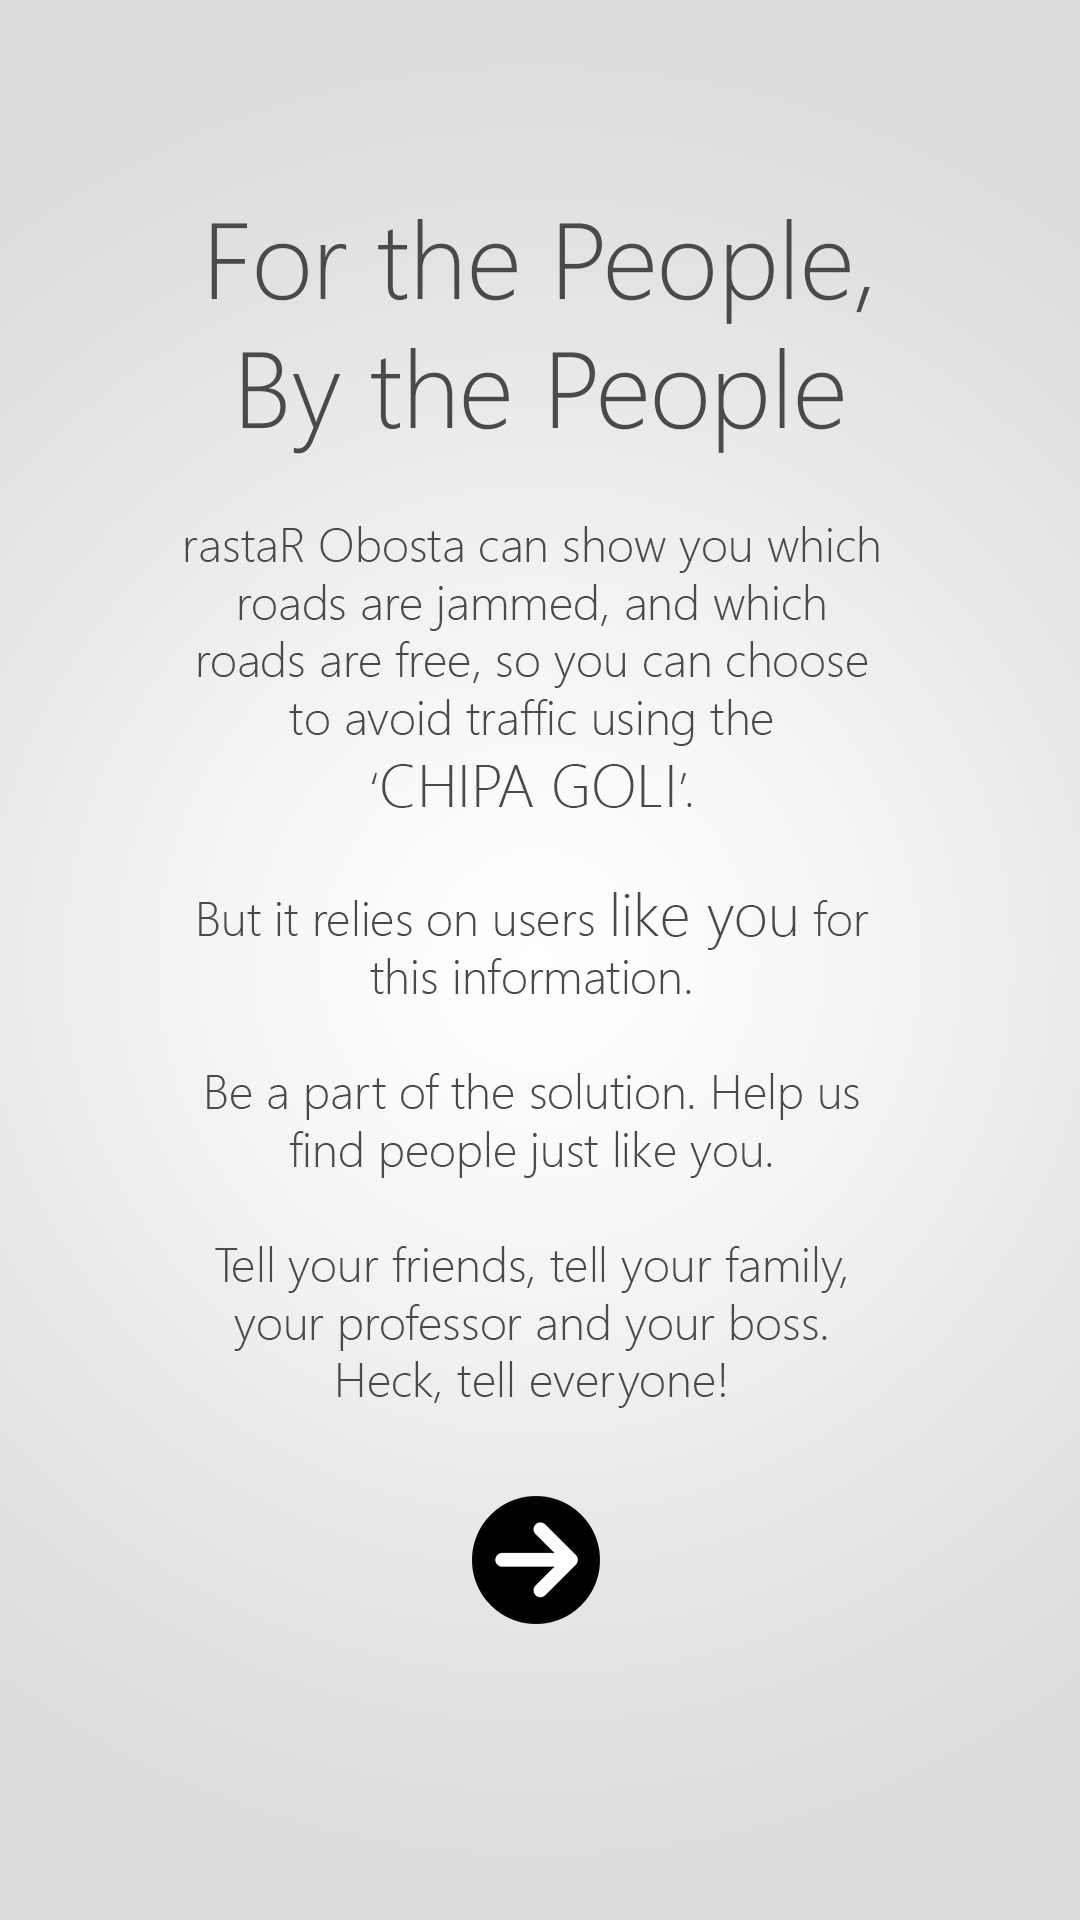 For the People,
By the People
rastaR Obosta can show you which
roads are jammed, and which
roads are free, so you can choose
to avoid traffic using the
‘CHIPA GOLI’.
But it relies on users like you for
this information.
Be a part of the solution. Help us
find people just like you.
Tell your friends, tell your family,
your professor and your boss.
Heck, tell everyone!